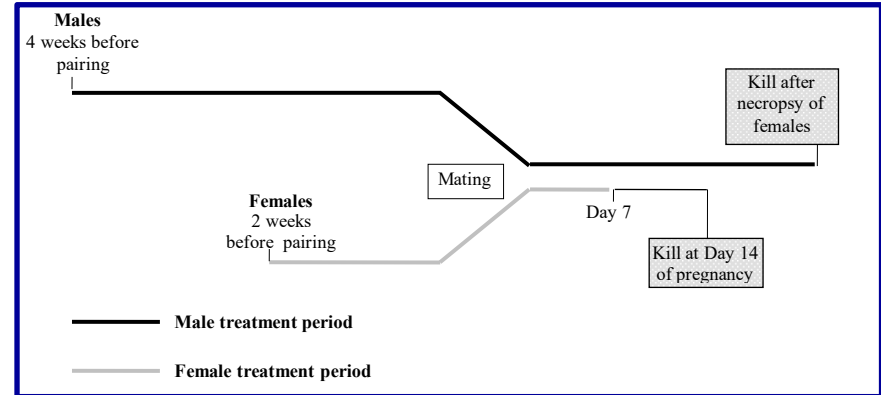 Males
4 weeks before
pairing
Kill after
necropsy of
females
Mating
Females
2 weeks
before pairing
Day 7
Kill at Day 14
of pregnancy
Male treatment period
Female treatment period